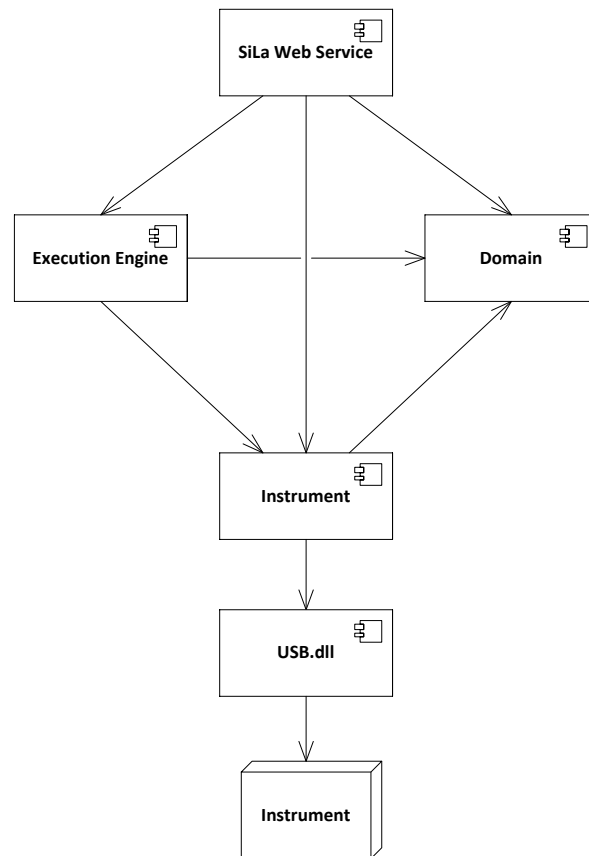 SiLa Web Service
Execution Engine
Domain
Instrument
USB.dll
Instrument